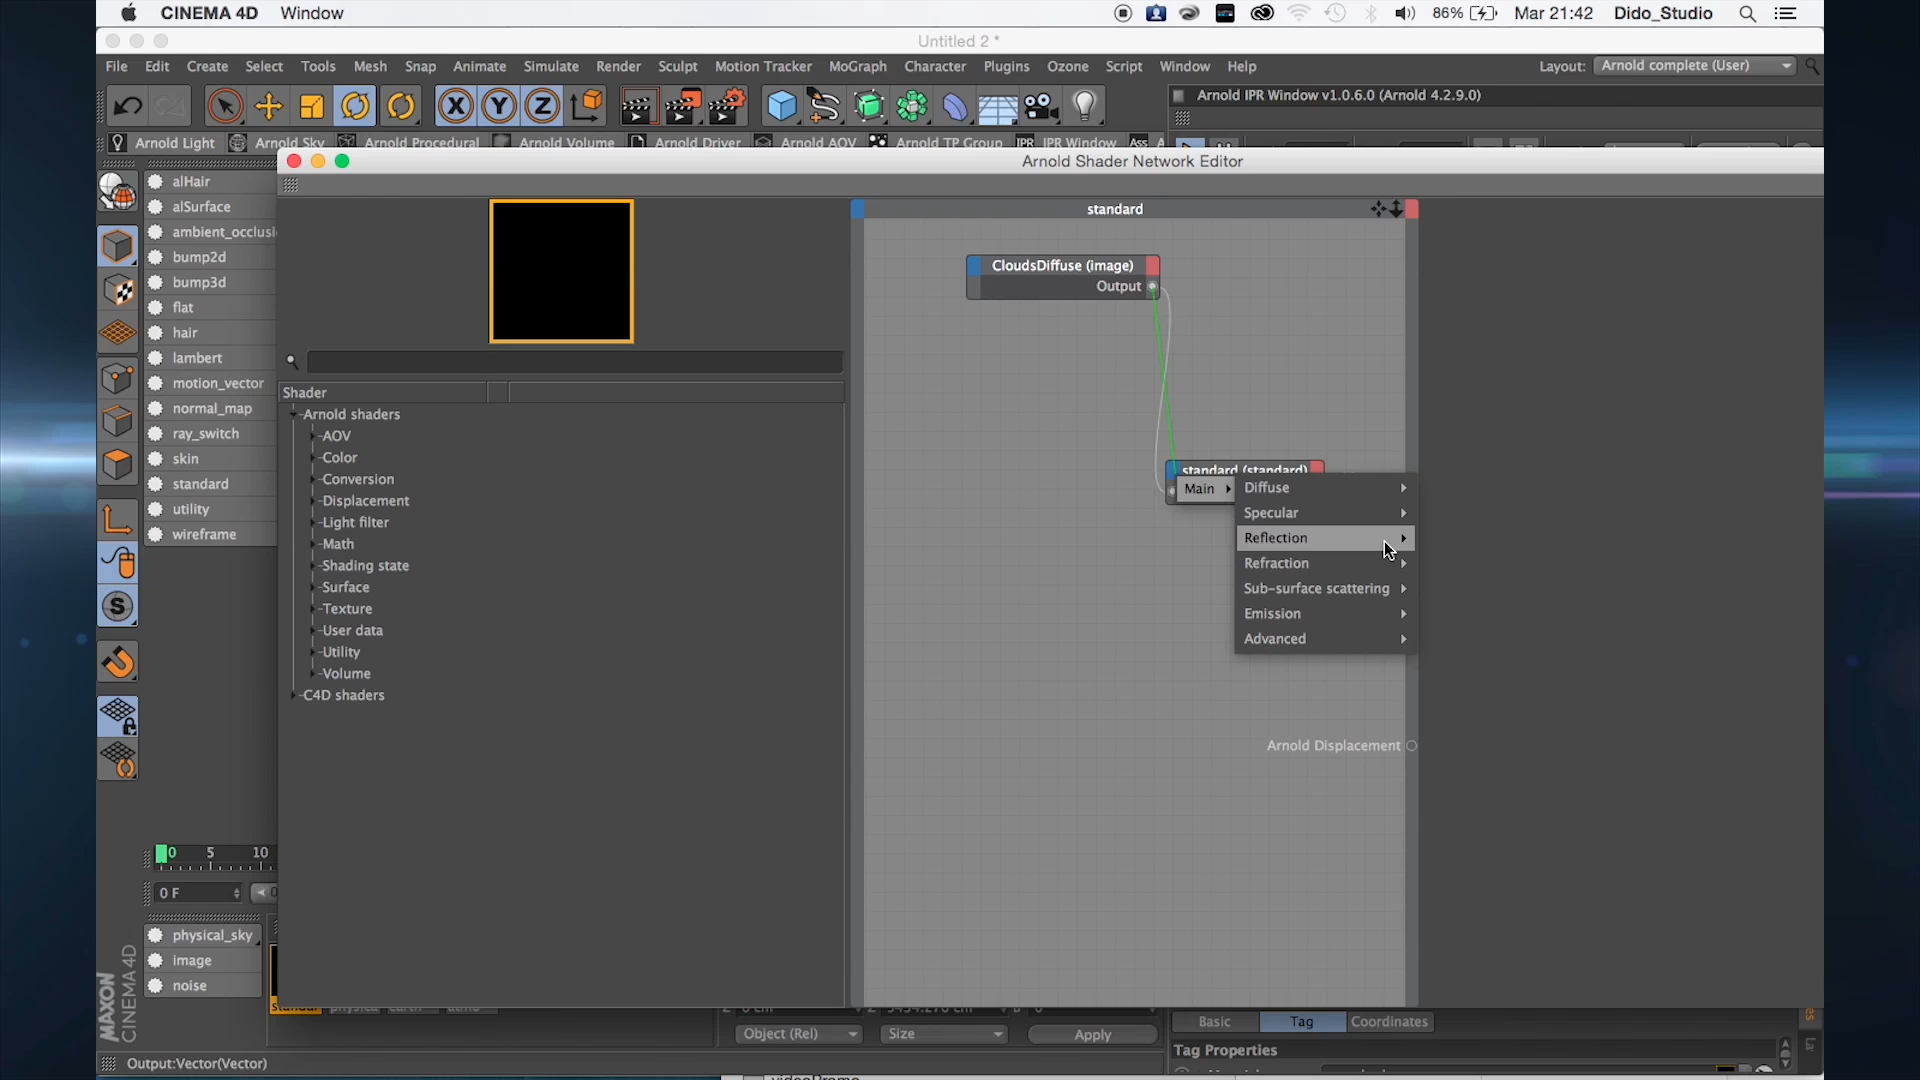 CINEMA 4D Window 86% Mar 21:42 Dido_Studio
Untitled 2 *
File Edit Create Select Tools Mesh Snap Animate Simulate Render Sculpt Motion Tracker MoGraph Character Plugins Ozone Script Window Help Layout: Arnold complete (User)
X Y Z
Arnold IPR Window v1.0.6.0 (Arnold 4.2.9.0)
Arnold Light Arnold Sky Arnold Procedural Arnold Volume Arnold Driver Arnold AOV Arnold TP Group IPR IPR Window Ass A
Arnold Shader Network Editor
alHair
alSurface
ambient_occlusi
bump2d
bump3d
flat
hair
lambert
motion_vector
normal_map
ray_switch
skin
standard
utility
wireframe
Shader
Arnold shaders
AOV
Color
Conversion
Displacement
Light filter
Math
Shading state
Surface
Texture
User data
Utility
Volume
C4D shaders
standard
CloudsDiffuse (image)
Output
standard (standard)
Main
Diffuse
Specular
Reflection
Refraction
Sub-surface scattering
Emission
Advanced
Arnold Displacement
0 5 10
0 F
physical_sky
image
noise
MAXON
CINEMA 4D
Object (Rel) Size Apply
Basic Tag Coordinates
Tag Properties
Output:Vector(Vector)